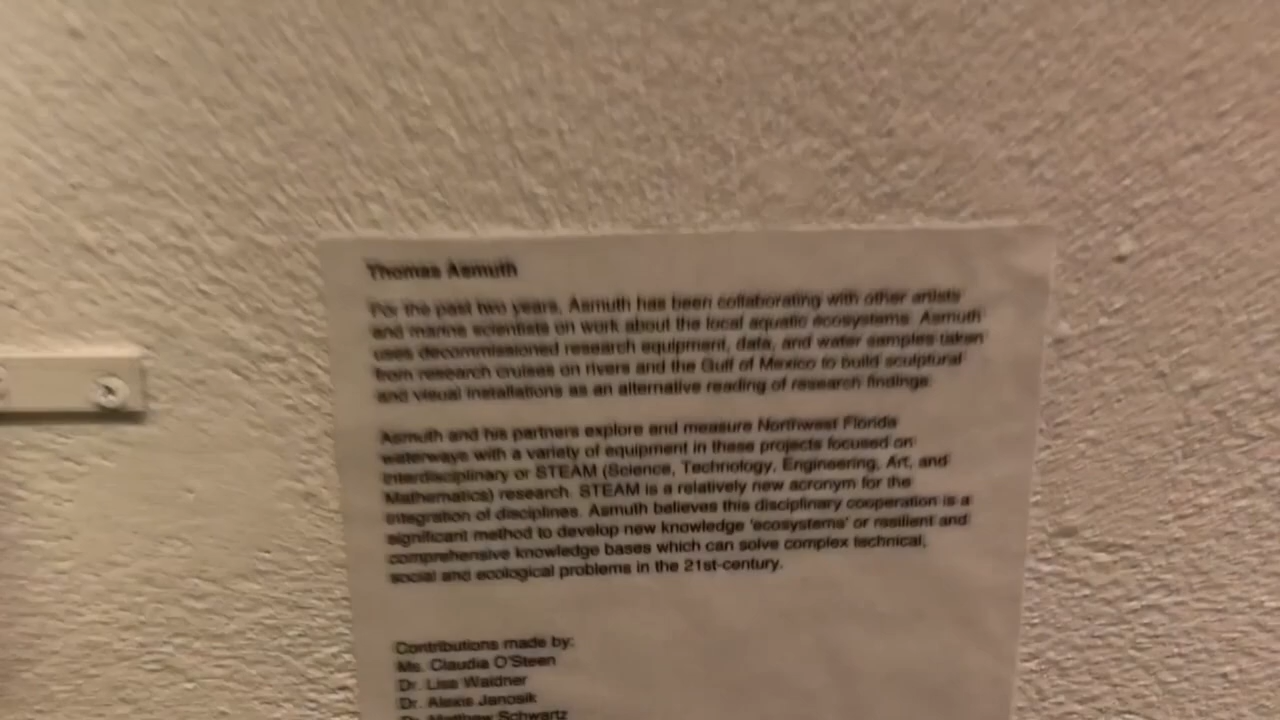 Thomas Asmuth
For the past two years, Asmuth has been collaborating with other artists
and marine scientists on work about the local aquatic ecosystems. Asmuth
uses decommissioned research equipment, data, and water samples taken
from research cruises on rivers and the Gulf of Mexico to build sculptural
and visual installations as an alternative reading of research findings.
Asmuth and his partners explore and measure Northwest Florida
waterways with a variety of equipment in these projects focused on
interdisciplinary or STEAM (Science, Technology, Engineering, Art, and
Mathematics) research. STEAM is a relatively new acronym for the
integration of disciplines. Asmuth believes this disciplinary cooperation is a
significant method to develop new knowledge 'ecosystems' or resilient and
comprehensive knowledge bases which can solve complex technical,
social and ecological problems in the 21st-century.
Contributions made by:
Ms. Claudia O'Steen
Dr. Lisa Waidner
Dr. Alexis Janosik
Dr. Matthew Schwartz